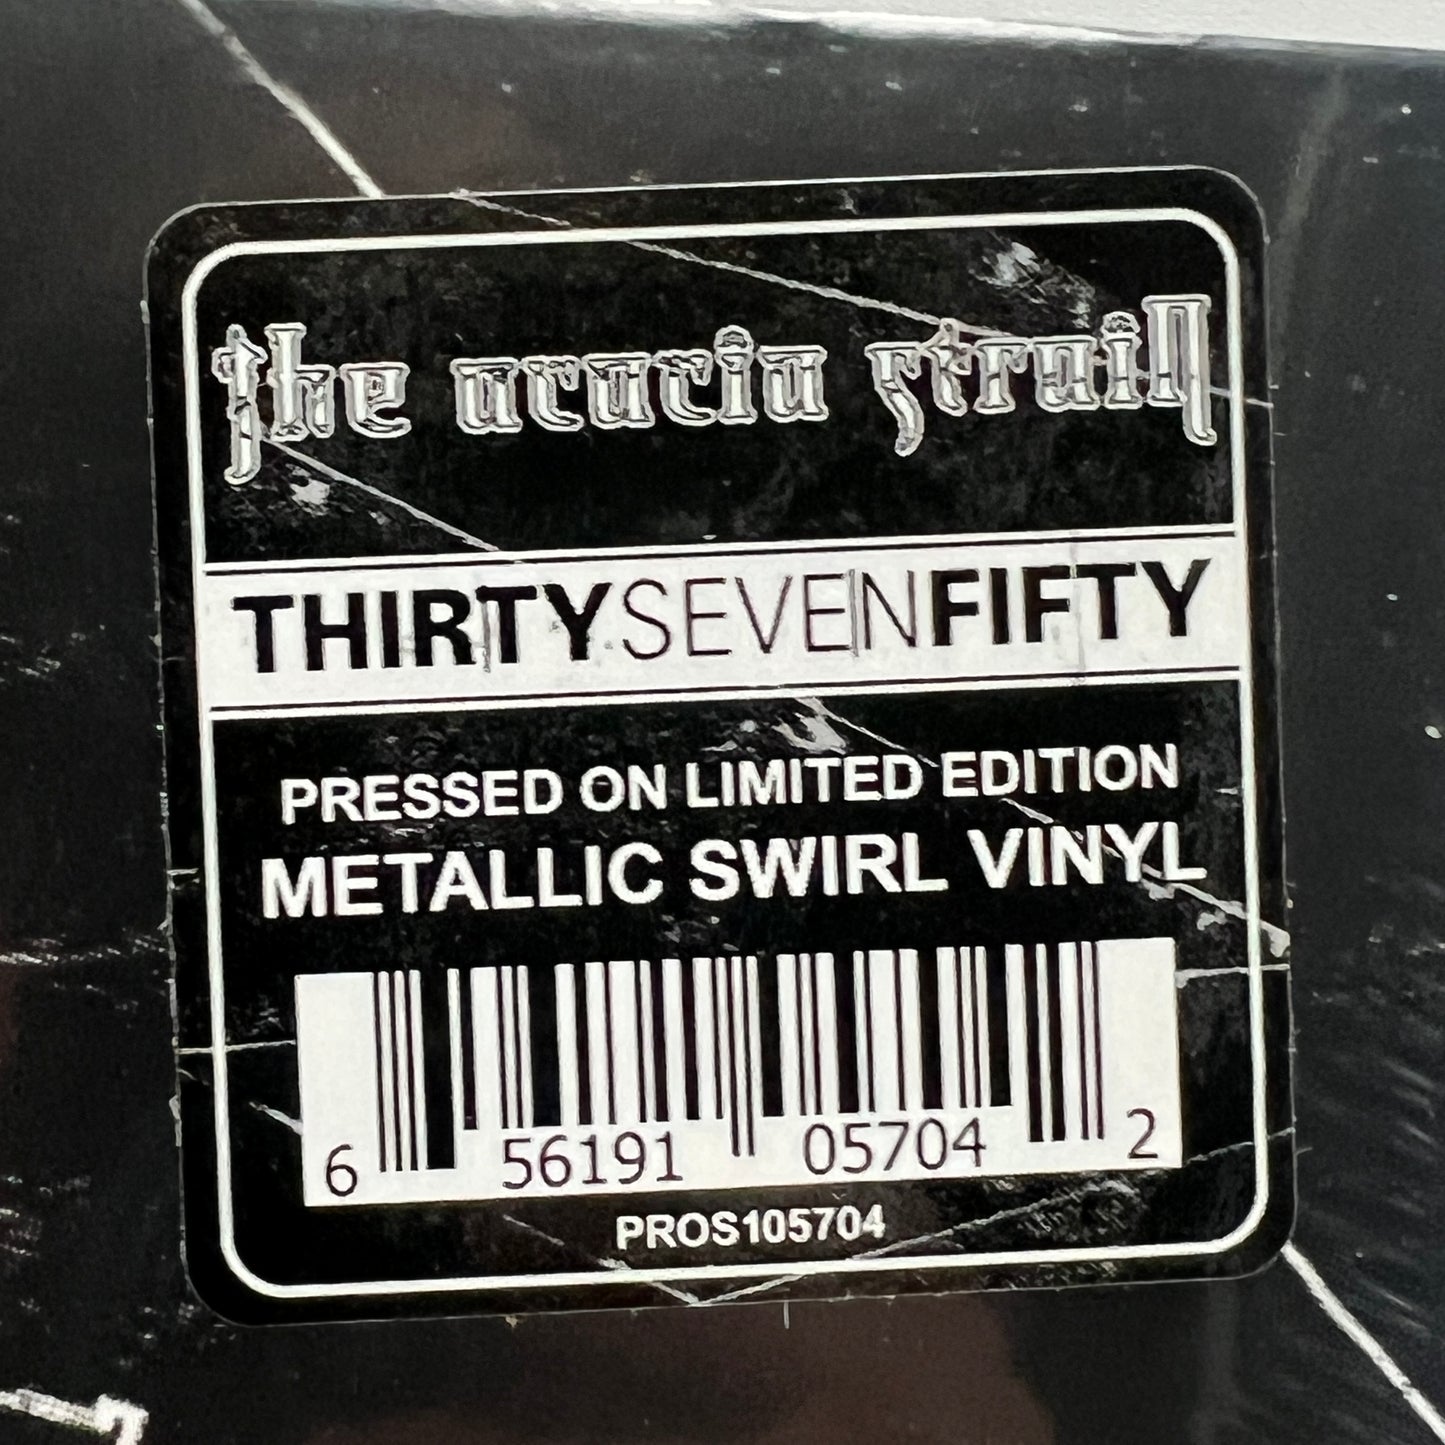 the acacia strain
THIRTYSEVENFIFTY
PRESSED ON LIMITED EDITION
METALLIC SWIRL VINYL
6 56191 05704 2
PROS105704